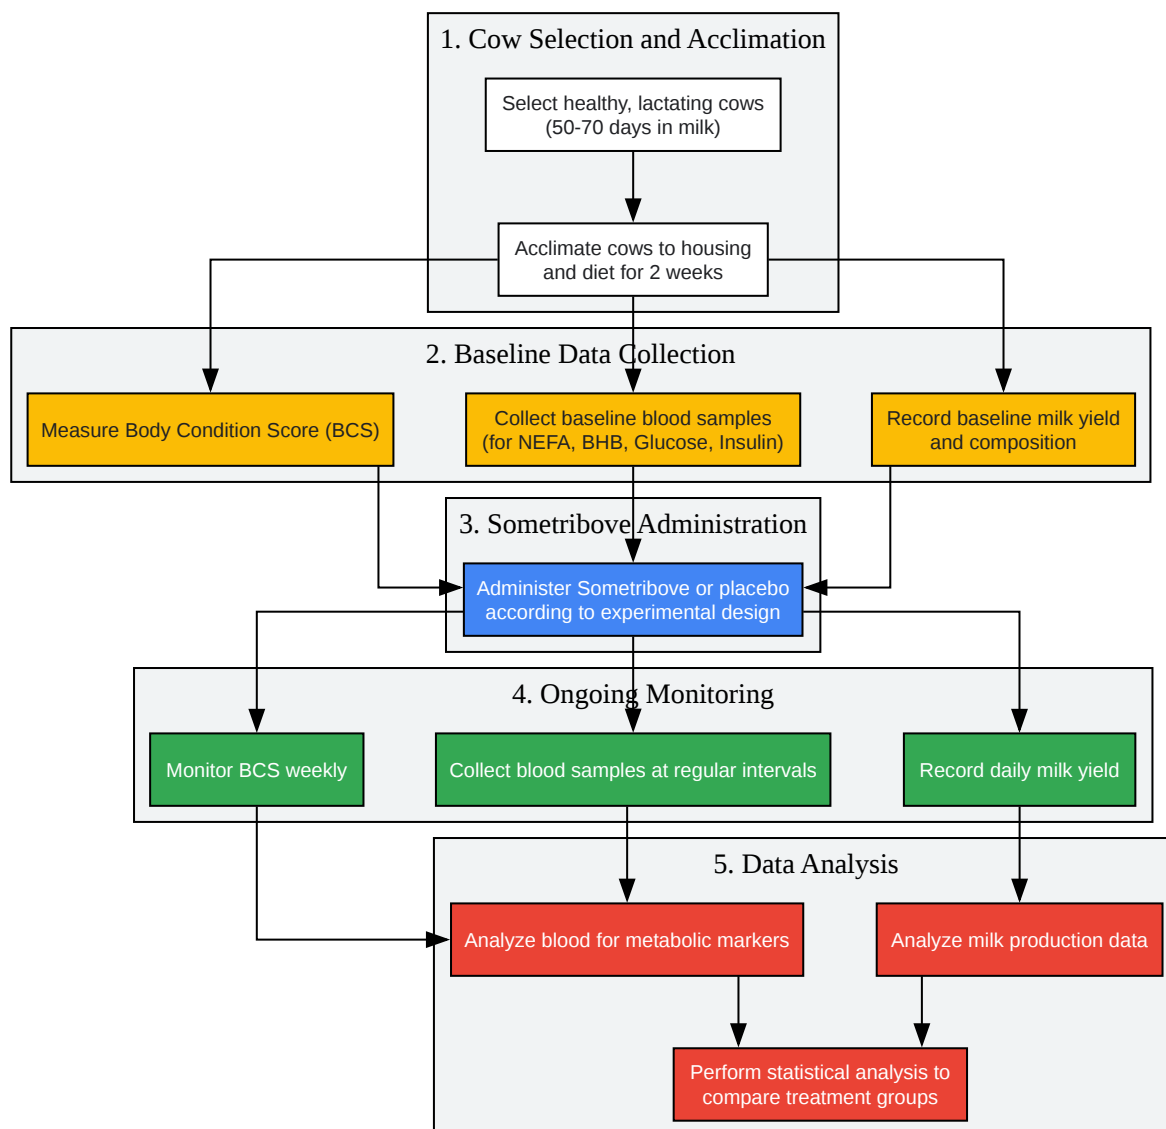 1. Cow Selection and Acclimation
Select healthy, lactating cows
(50-70 days in milk)
Acclimate cows to housing
and diet for 2 weeks
2. Baseline Data Collection
Measure Body Condition Score (BCS)
Collect baseline blood samples
(for NEFA, BHB, Glucose, Insulin)
Record baseline milk yield
and composition
3. Sometribove Administration
Administer Sometribove or placebo
according to experimental design
4. Ongoing Monitoring
Monitor BCS weekly
Collect blood samples at regular intervals
Record daily milk yield
5. Data Analysis
Analyze blood for metabolic markers
Analyze milk production data
Perform statistical analysis to
compare treatment groups